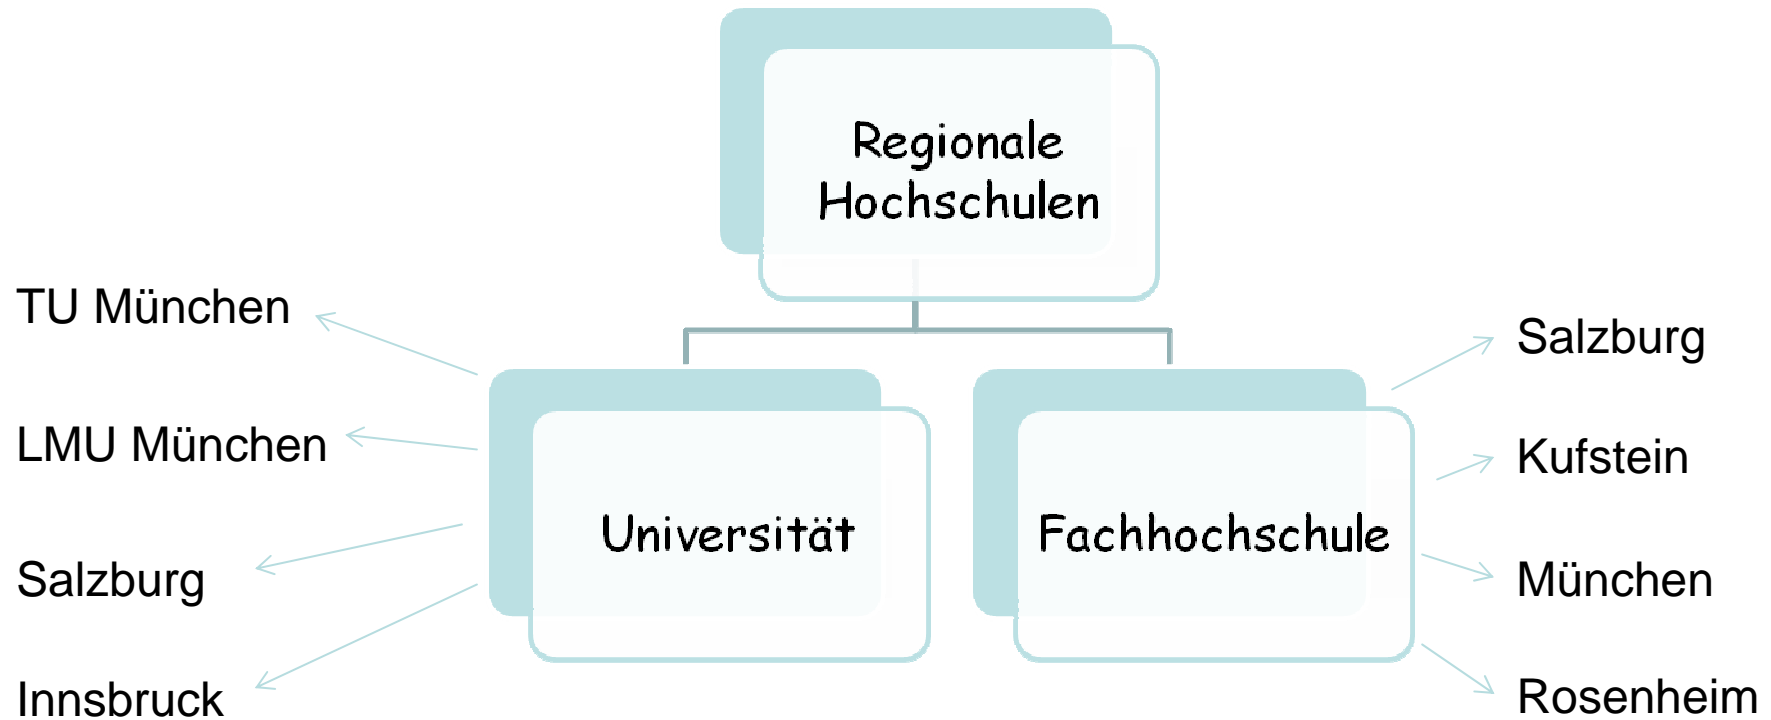 Regionale
Hochschulen
TU München
LMU München
Salzburg
Innsbruck
Universität
Fachhochschule
Salzburg
Kufstein
München
Rosenheim